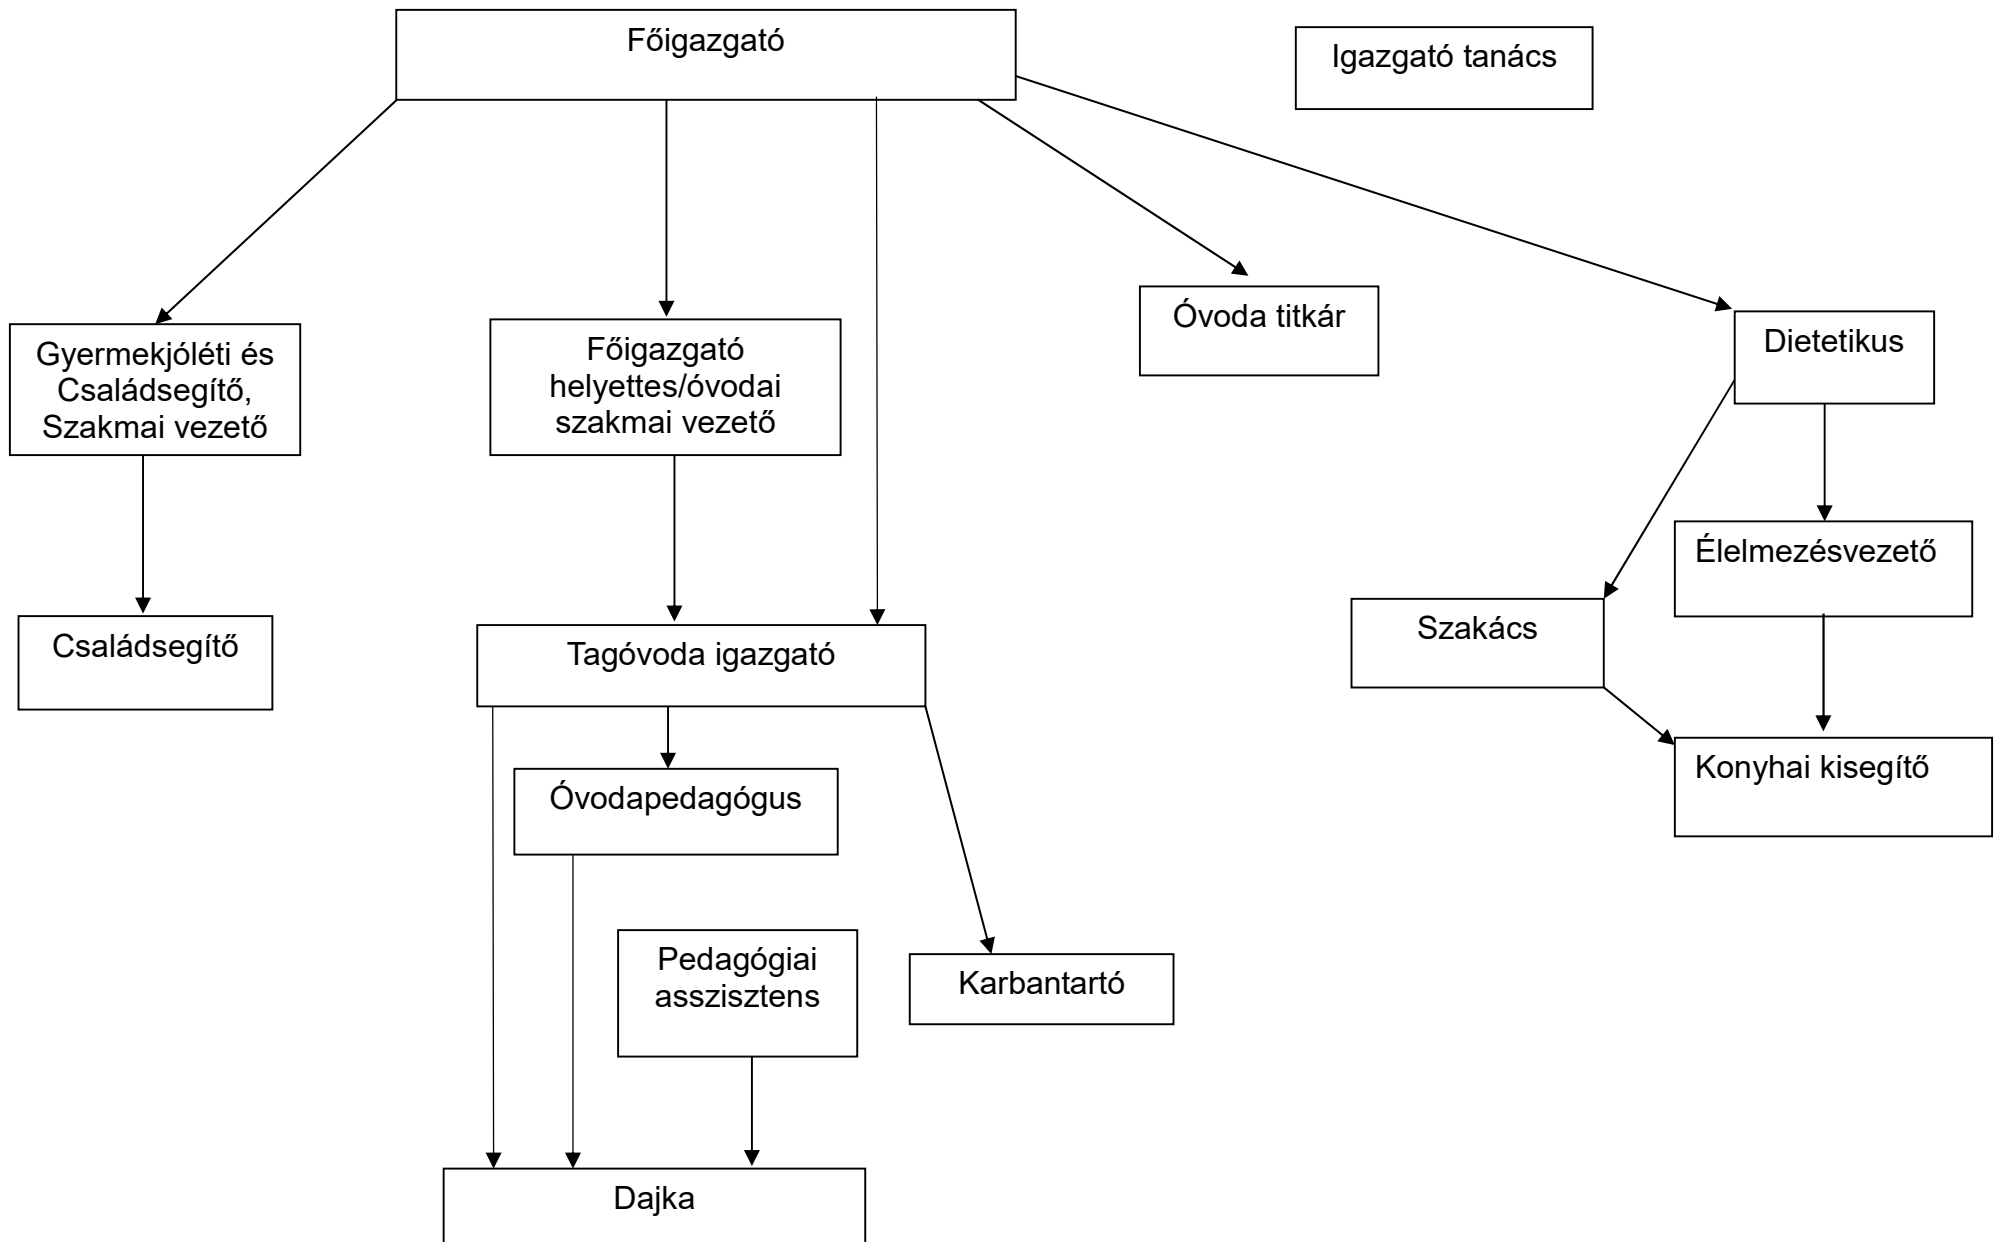 Főigazgató
Igazgató tanács
Gyermekjóléti és
Családsegítő,
Szakmai vezető
Főigazgató
helyettes/óvodai
szakmai vezető
Óvoda titkár
Dietetikus
Élelmezésvezető
Családsegítő
Tagóvoda igazgató
Szakács
Konyhai kisegítő
Óvodapedagógus
Pedagógiai
asszisztens
Karbantartó
Dajka